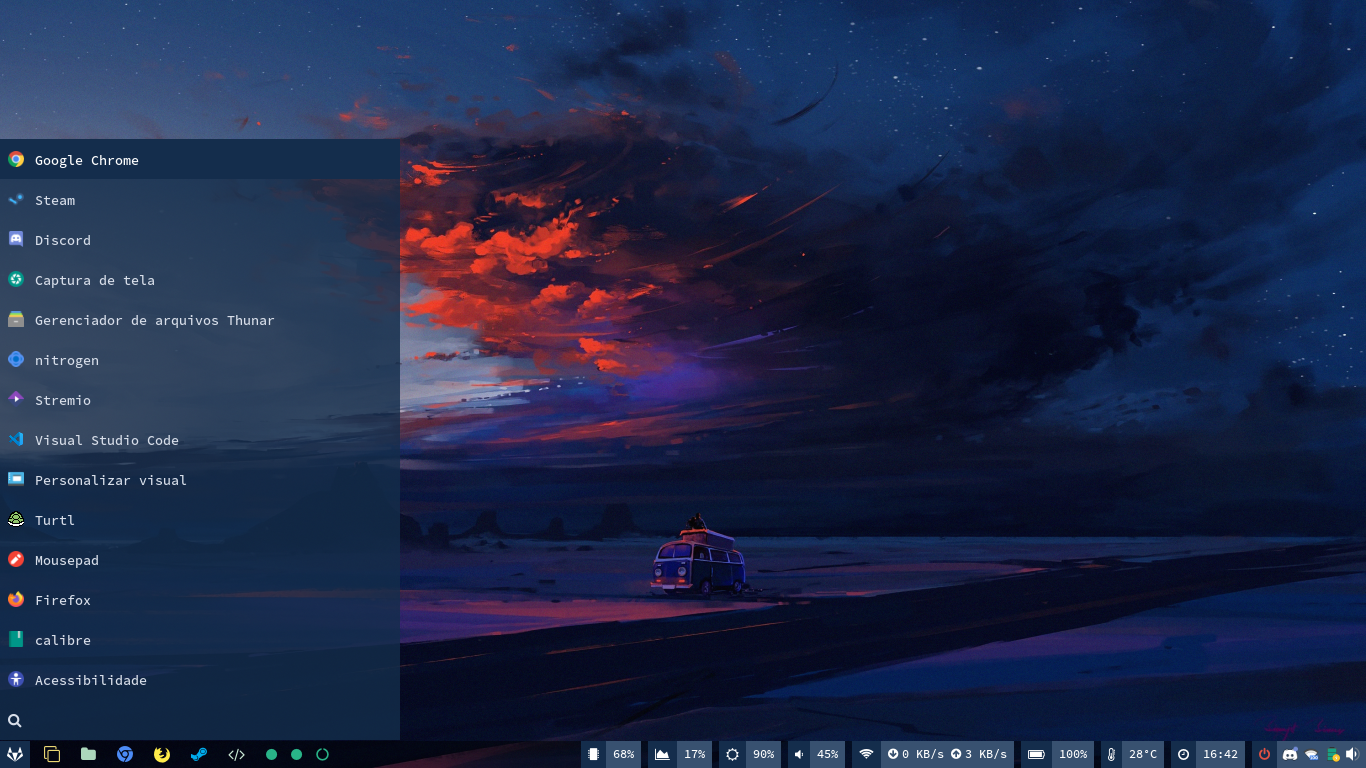 Google Chrome
Steam
Discord
Captura de tela
Gerenciador de arquivos Thunar
nitrogen
Stremio
Visual Studio Code
Personalizar visual
Turtl
Mousepad
Firefox
calibre
Acessibilidade
68% 17% 90% 45% 0 KB/s 3 KB/s 100% 28°C 16:42